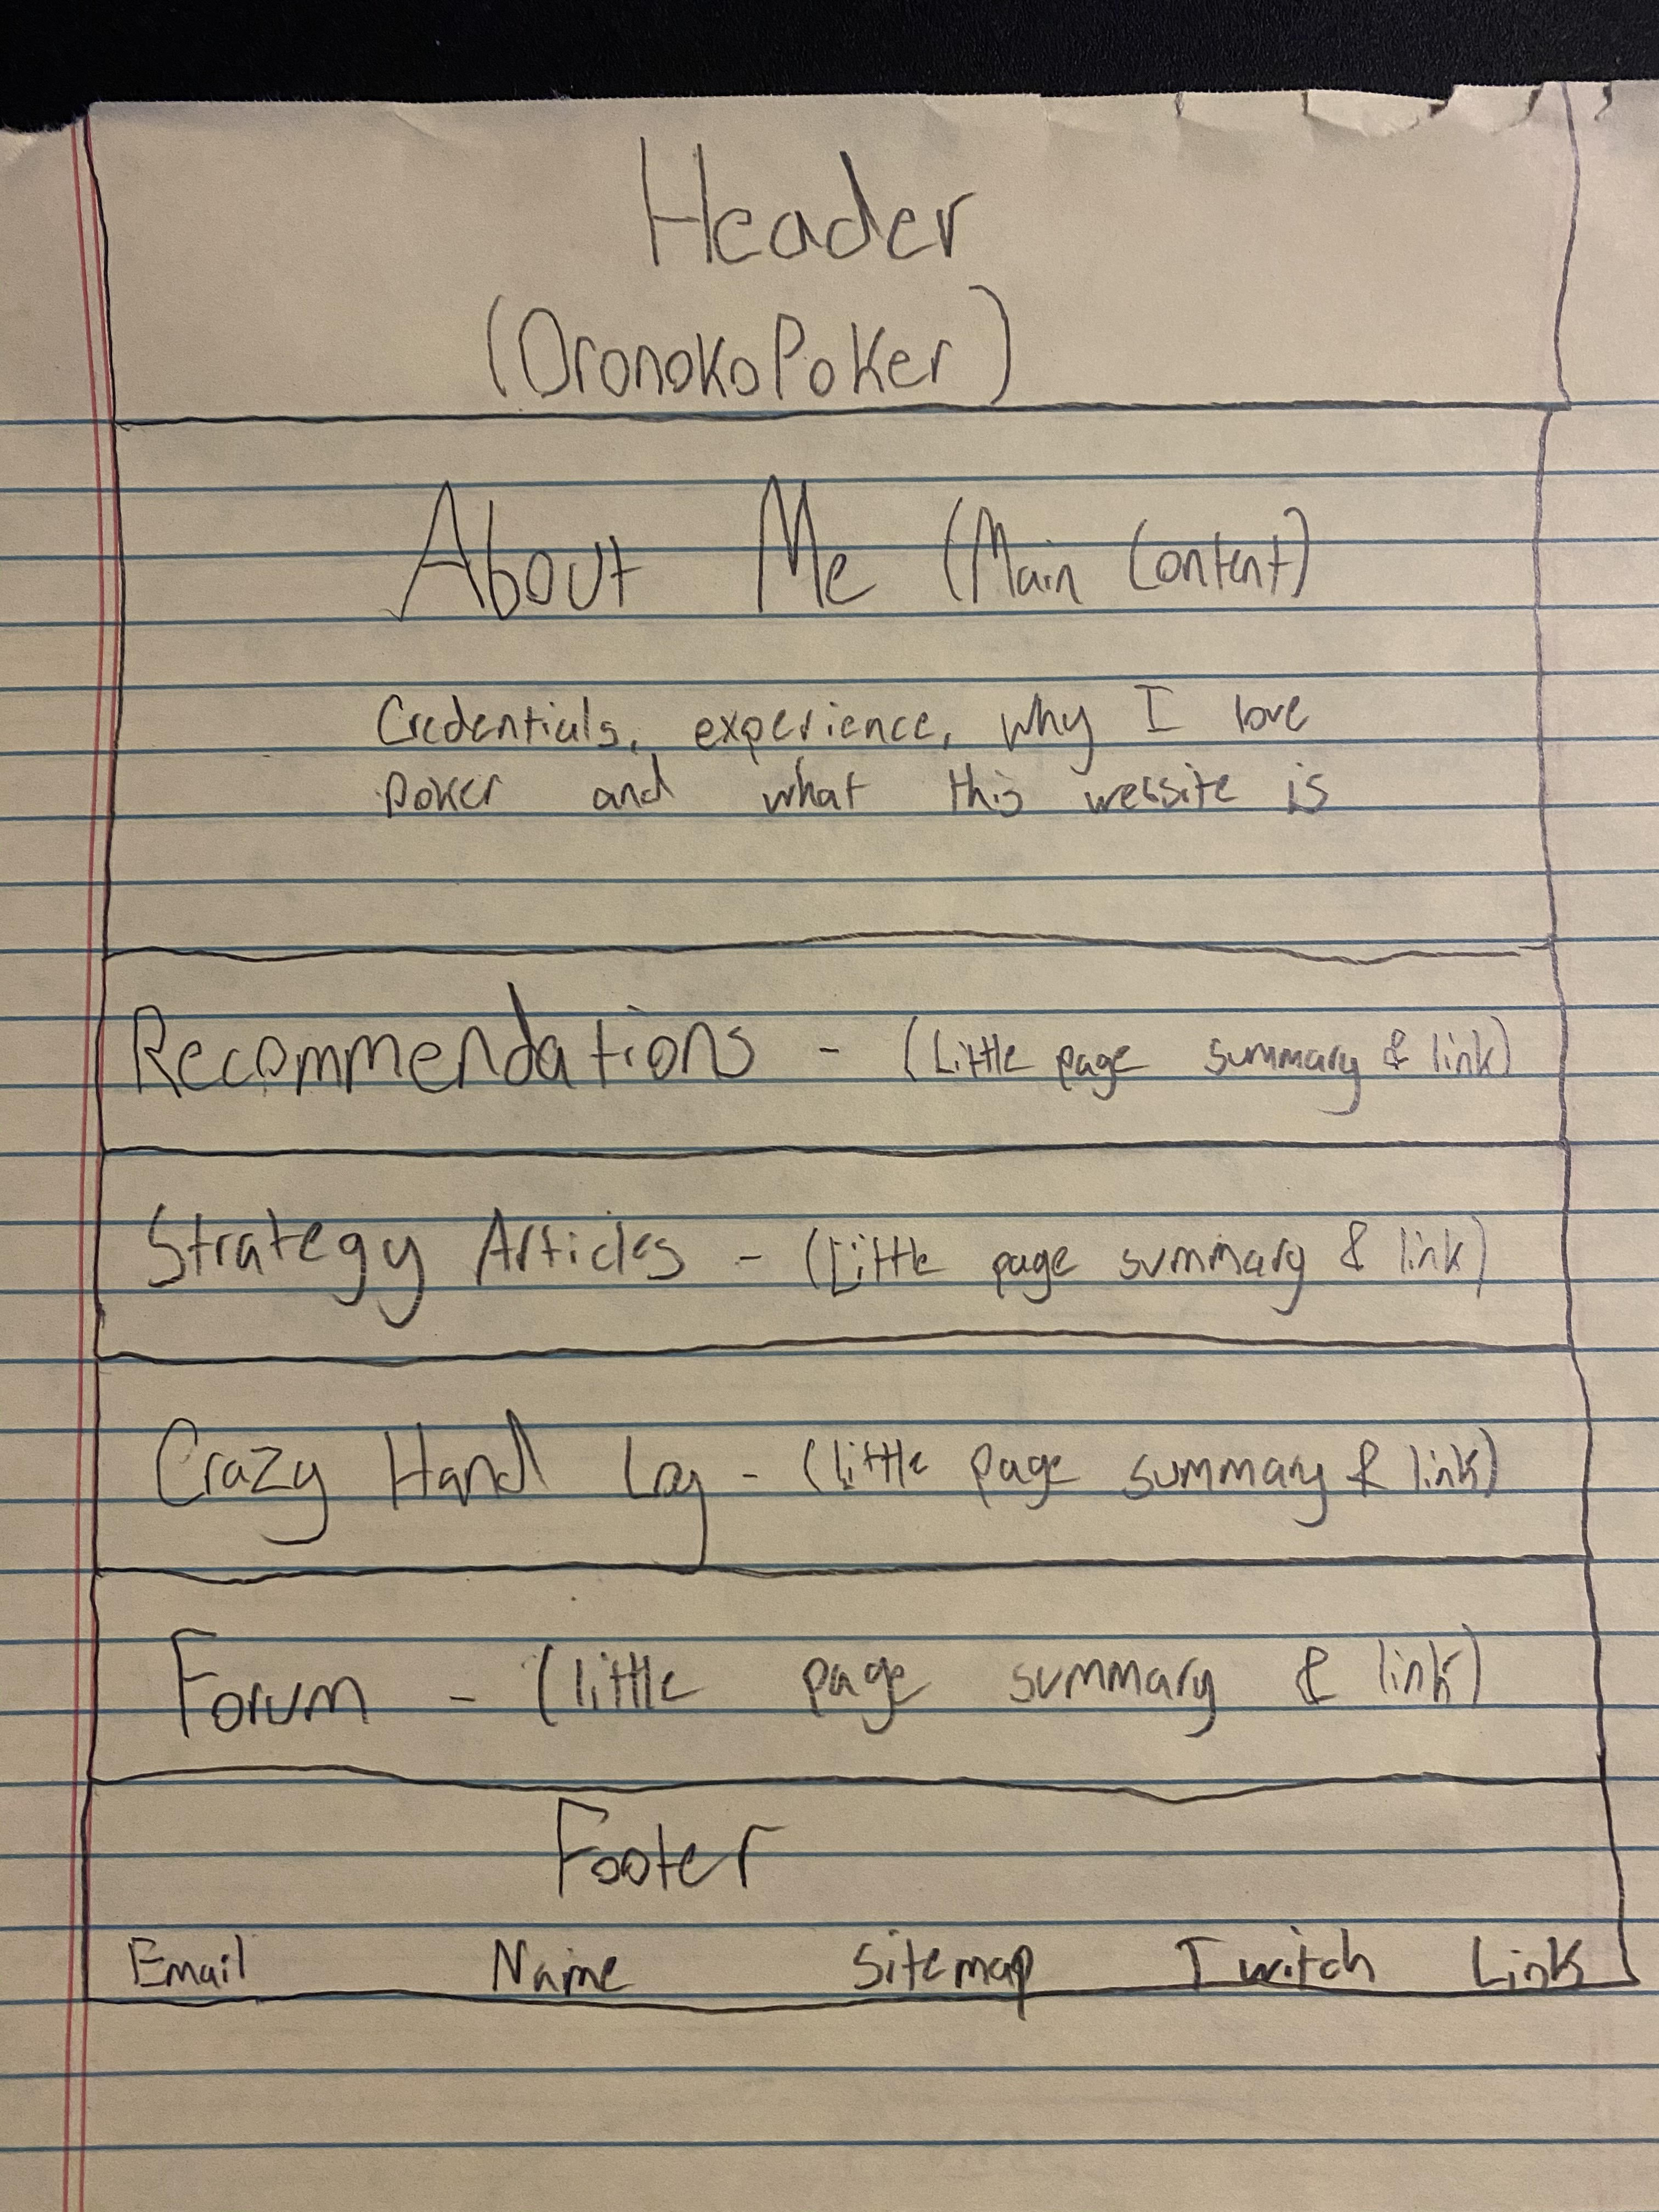 Header
(OronokoPoker)
About Me (Main Content)
Credentials, experience, why I love
poker and what this website is
Recommendations - (Little page summary & link)
Strategy Articles - (Little page summary & link)
Crazy Hand Log - (little page summary & link)
Forum - (little page summary & link)
Footer
Email Name Sitemap Twitch Link